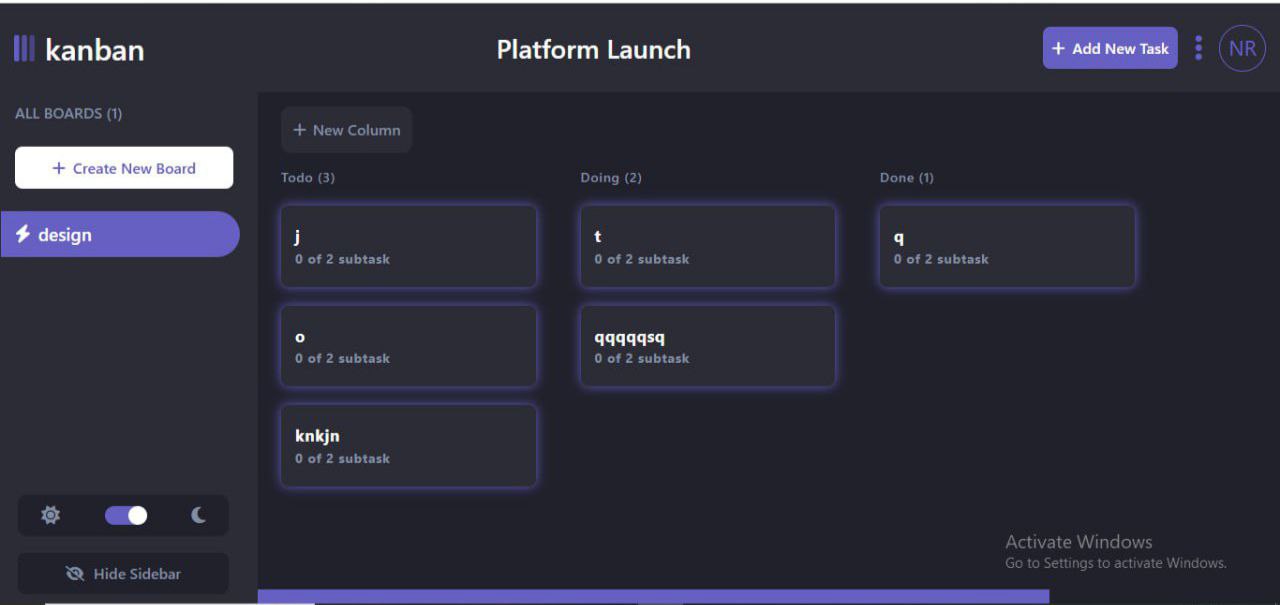 kanban
Platform Launch
+ Add New Task
NR
ALL BOARDS (1)
+ Create New Board
design
+ New Column
Todo (3)
j
0 of 2 subtask
o
0 of 2 subtask
knkjn
0 of 2 subtask
Doing (2)
t
0 of 2 subtask
qqqqqsq
0 of 2 subtask
Done (1)
q
0 of 2 subtask
Hide Sidebar
Activate Windows
Go to Settings to activate Windows.